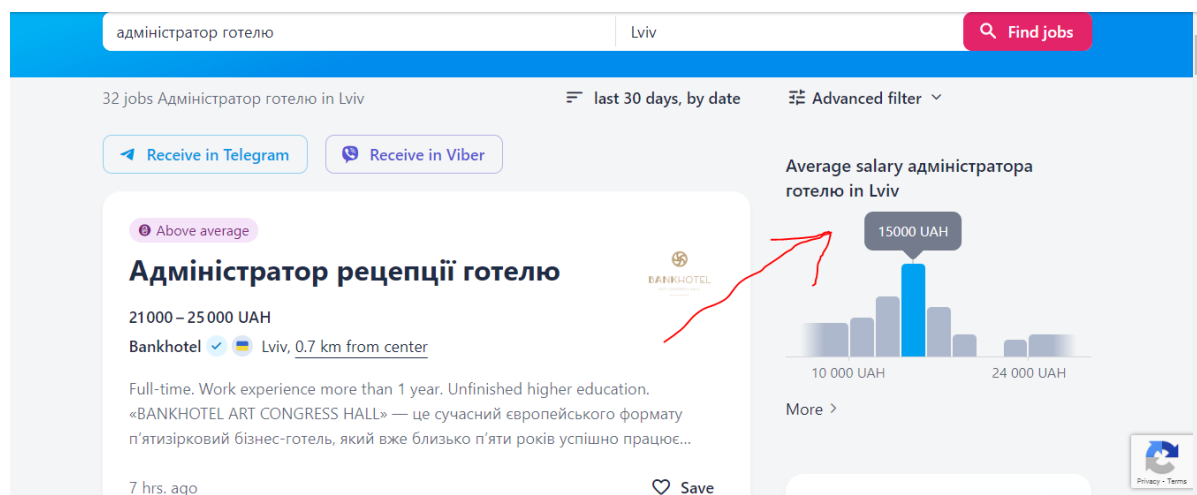 адміністратор готелю
Lviv
Find jobs
32 jobs Адміністратор готелю in Lviv
last 30 days, by date
Advanced filter
Receive in Telegram
Receive in Viber
Above average
Адміністратор рецепції готелю
BANKHOTEL
21 000 – 25 000 UAH
Bankhotel Lviv, 0.7 km from center
Full-time. Work experience more than 1 year. Unfinished higher education.
«BANKHOTEL ART CONGRESS HALL» — це сучасний європейського формату
п’ятизірковий бізнес-готель, який вже близько п’яти років успішно працює...
7 hrs. ago
Save
Average salary адміністратора
готелю in Lviv
15000 UAH
10 000 UAH
24 000 UAH
More
Privacy - Terms